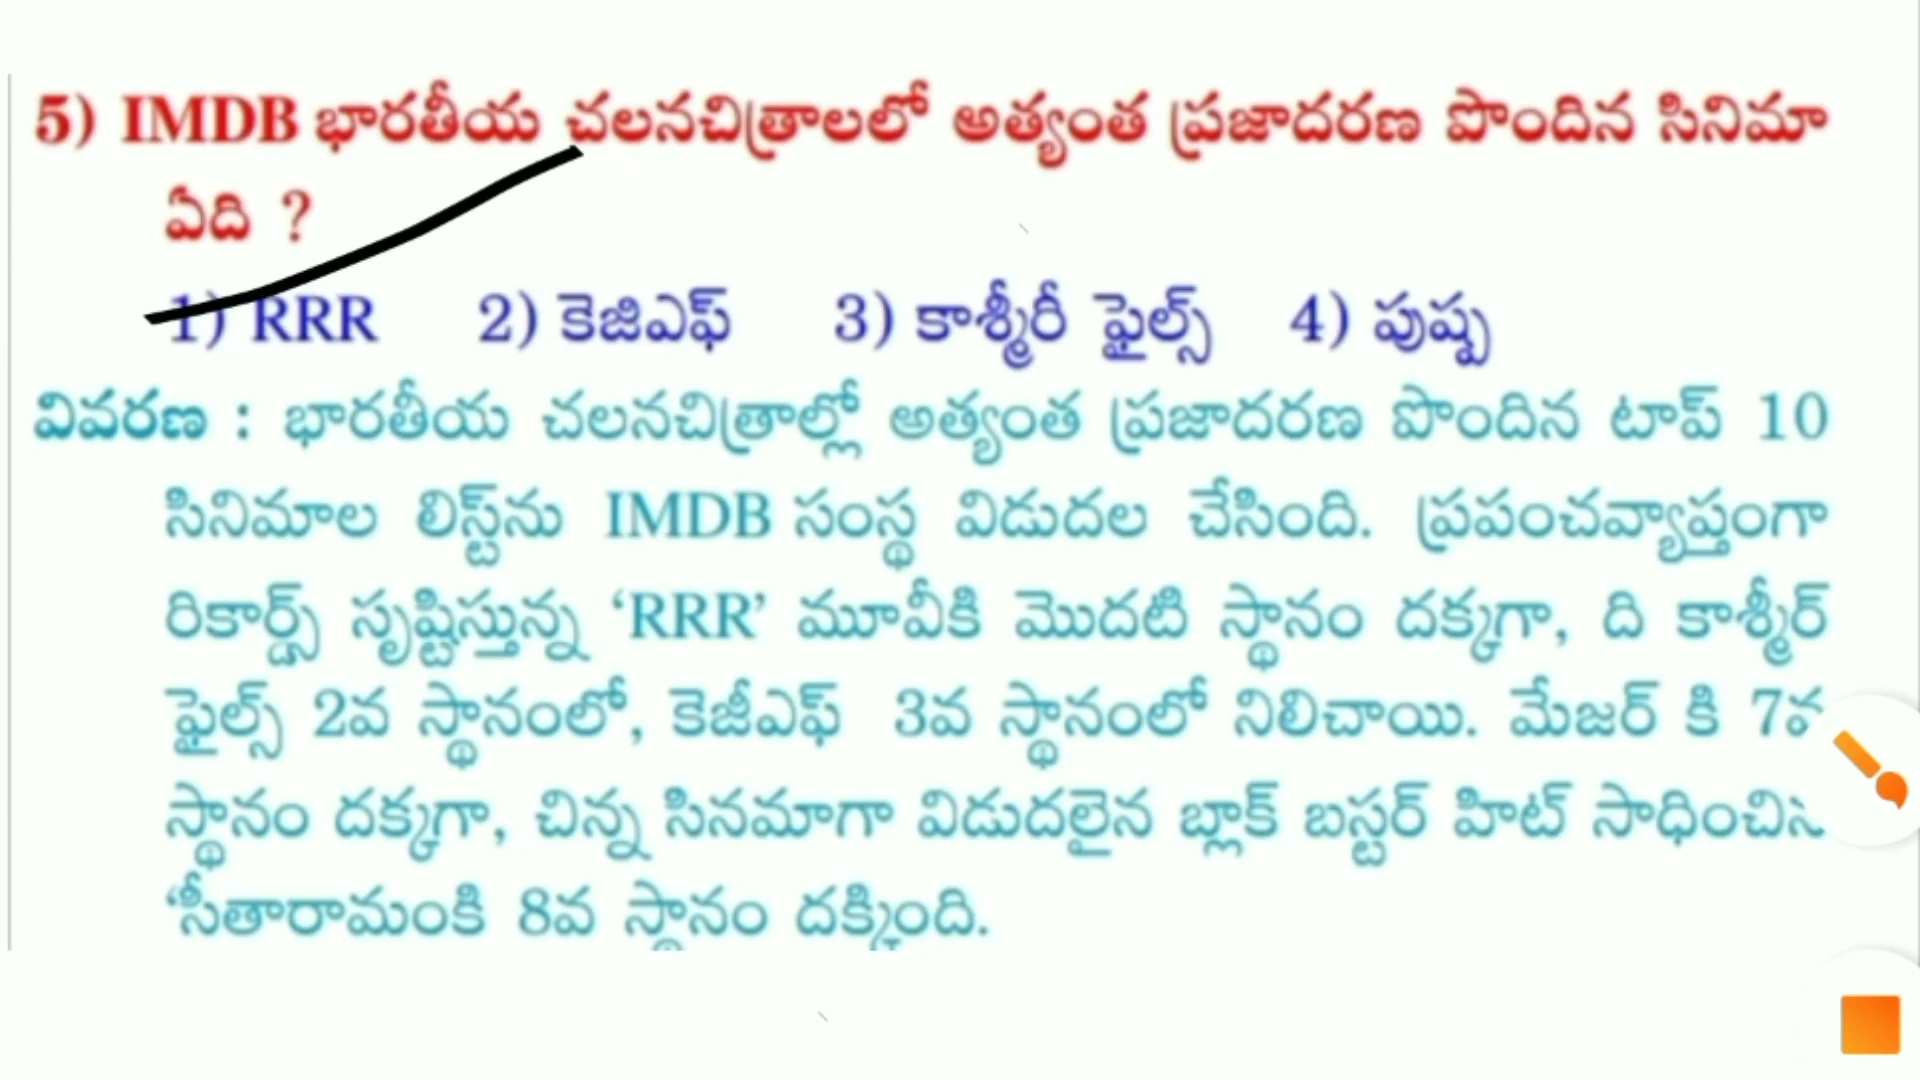 5) IMDB భారతీయ చలనచిత్రాలలో అత్యంత ప్రజాదరణ పొందిన సినిమా
ఏది ?
1) RRR 2) కెజిఎఫ్ 3) కాశ్మీరీ ఫైల్స్ 4) పుష్ప
వివరణ : భారతీయ చలనచిత్రాల్లో అత్యంత ప్రజాదరణ పొందిన టాప్ 10
సినిమాల లిస్ట్‌ను IMDB సంస్థ విడుదల చేసింది. ప్రపంచవ్యాప్తంగా
రికార్డ్స్ సృష్టిస్తున్న ‘RRR’ మూవీకి మొదటి స్థానం దక్కగా, ది కాశ్మీర్
ఫైల్స్ 2వ స్థానంలో, కెజీఎఫ్ 3వ స్థానంలో నిలిచాయి. మేజర్ కి 7వ
స్థానం దక్కగా, చిన్న సినమాగా విడుదలైన బ్లాక్ బస్టర్ హిట్ సాధించిన
‘సీతారామంకి 8వ స్థానం దక్కింది.